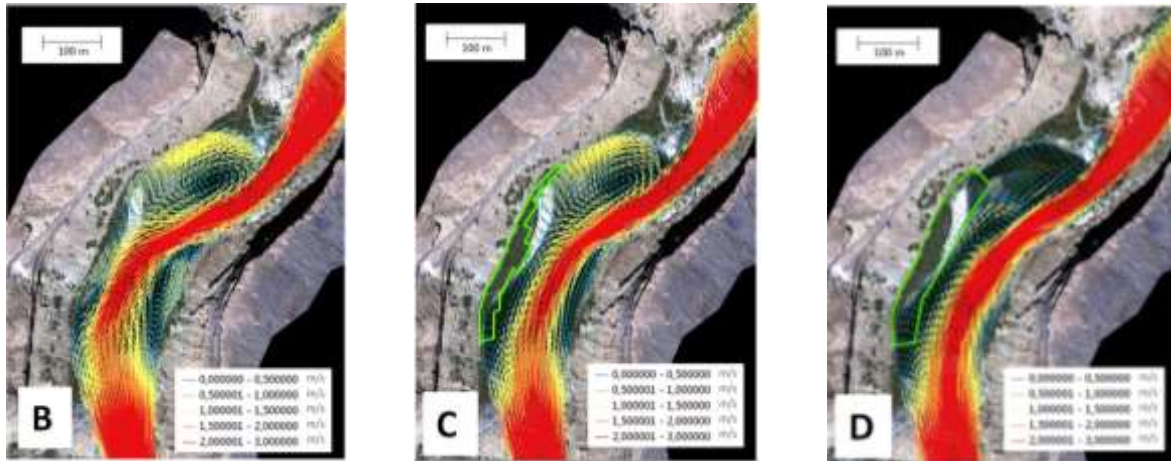 100 m
0,000000 - 0,500000 m/s
0,500001 - 1,000000 m/s
1,000001 - 1,500000 m/s
1,500001 - 2,000000 m/s
2,000001 - 3,000000 m/s
B
100 m
0,000000 - 0,500000 m/s
0,500001 - 1,000000 m/s
1,000001 - 1,500000 m/s
1,500001 - 2,000000 m/s
2,000001 - 3,000000 m/s
C
100 m
0,000000 - 0,500000 m/s
0,500001 - 1,000000 m/s
1,000001 - 1,500000 m/s
1,500001 - 2,000000 m/s
2,000001 - 3,000000 m/s
D